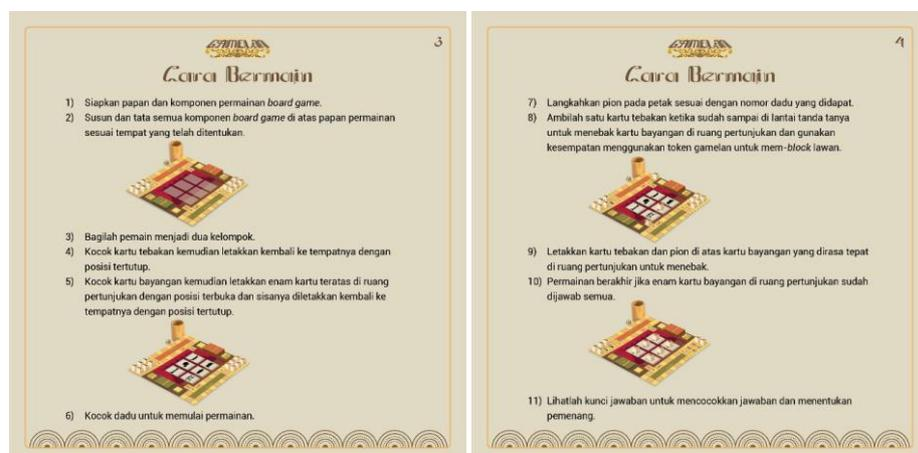 GAMELAN
3
Cara Bermain
1) Siapkan papan dan komponen permainan board game.
2) Susun dan tata semua komponen board game di atas papan permainan
sesuai tempat yang telah ditentukan.
3) Bagilah pemain menjadi dua kelompok.
4) Kocok kartu tebakan kemudian letakkan kembali ke tempatnya dengan
posisi tertutup.
5) Kocok kartu bayangan kemudian letakkan enam kartu teratas di ruang
pertunjukan dengan posisi terbuka dan sisanya diletakkan kembali ke
tempatnya dengan posisi tertutup.
6) Kocok dadu untuk memulai permainan.
GAMELAN
4
Cara Bermain
7) Langkahkan pion pada petak sesuai dengan nomor dadu yang didapat.
8) Ambilah satu kartu tebakan ketika sudah sampai di lantai tanda tanya
untuk menebak kartu bayangan di ruang pertunjukan dan gunakan
kesempatan menggunakan token gamelan untuk mem-block lawan.
9) Letakkan kartu tebakan dan pion di atas kartu bayangan yang dirasa tepat
di ruang pertunjukan untuk menebak.
10) Permainan berakhir jika enam kartu bayangan di ruang pertunjukan sudah
dijawab semua.
11) Lihatlah kunci jawaban untuk mencocokkan jawaban dan menentukan
pemenang.